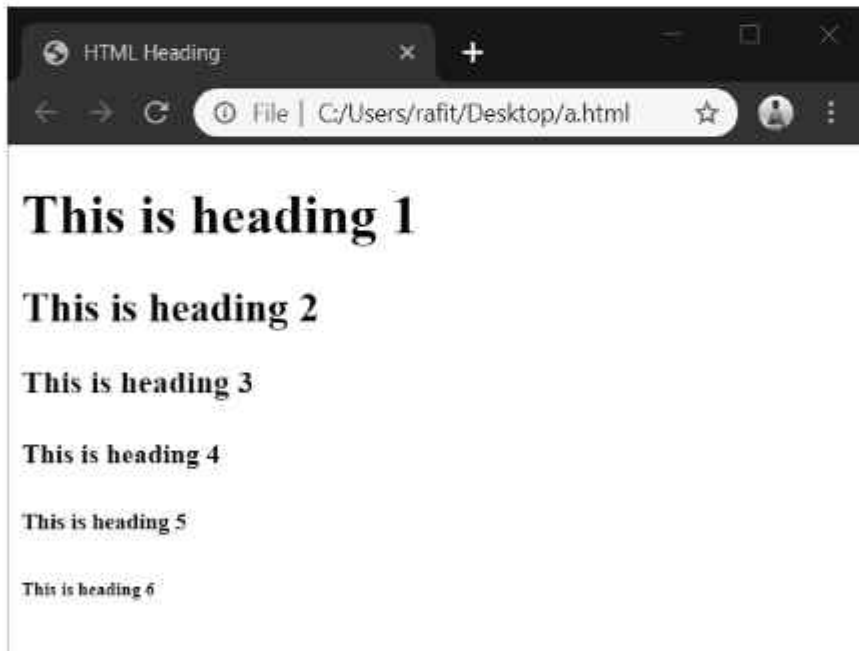 HTML Heading
File | C:/Users/rafit/Desktop/a.html
This is heading 1
This is heading 2
This is heading 3
This is heading 4
This is heading 5
This is heading 6